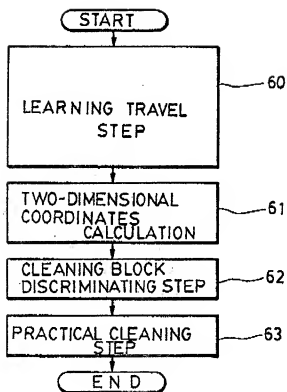 START
LEARNING TRAVEL
STEP
60
TWO-DIMENSIONAL
COORDINATES
CALCULATION
61
CLEANING BLOCK
DISCRIMINATING STEP
62
PRACTICAL CLEANING
STEP
63
END